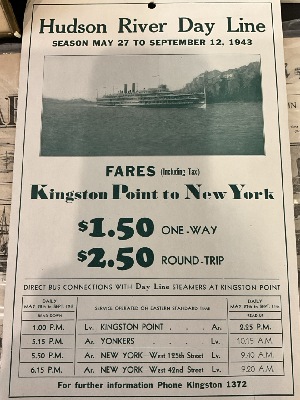 Hudson River Day Line
SEASON MAY 27 TO SEPTEMBER 12, 1943
FARES (Including Tax)
Kingston Point to New York
$1.50 ONE-WAY
$2.50 ROUND-TRIP
DIRECT BUS CONNECTIONS WITH Day Line STEAMERS AT KINGSTON POINT
DAILY SERVICE OPERATED ON EASTERN STANDARD TIME DAILY
READ DOWN READ UP
1.00 P.M. Lv. KINGSTON POINT . . . Ar. 2.25 P.M.
5.15 P.M. Ar. YONKERS . . . . Lv. 10.15 A.M.
5.50 P.M. Ar. NEW YORK West 125th Street Lv. 9.40 A.M.
6.15 P.M. Ar. NEW YORK West 42nd Street Lv. 9.20 A.M.
For further information Phone Kingston 1372